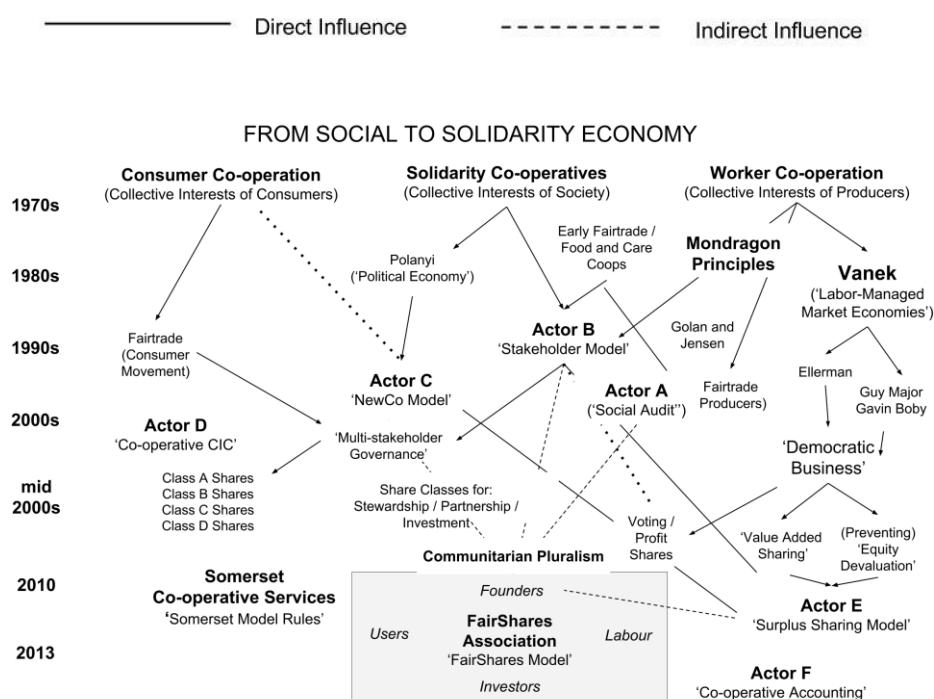 Direct Influence
Indirect Influence
FROM SOCIAL TO SOLIDARITY ECONOMY
Consumer Co-operation
(Collective Interests of Consumers)
Solidarity Co-operatives
(Collective Interests of Society)
Worker Co-operation
(Collective Interests of Producers)
1970s
Early Fairtrade /
Food and Care
Coops
Mondragon
Principles
Polanyi
('Political Economy')
1980s
Vanek
('Labor-Managed
Market Economies')
Actor B
'Stakeholder Model'
Golan and
Jensen
Fairtrade
(Consumer
Movement)
1990s
Actor C
'NewCo Model'
Actor A
('Social Audit'')
Fairtrade
Producers)
Ellerman
Guy Major
Gavin Boby
2000s
Actor D
'Co-operative CIC'
'Multi-stakeholder
Governance'
'Democratic
Business'
Class A Shares
Class B Shares
Class C Shares
Class D Shares
mid
2000s
Share Classes for:
Stewardship / Partnership /
Investment
Voting /
Profit
Shares
'Value Added
Sharing'
(Preventing)
'Equity
Devaluation'
Communitarian Pluralism
2010
Somerset
Co-operative Services
'Somerset Model Rules'
Founders
Users
FairShares
Association
'FairShares Model'
Labour
Investors
Actor E
'Surplus Sharing Model'
2013
Actor F
'Co-operative Accounting'